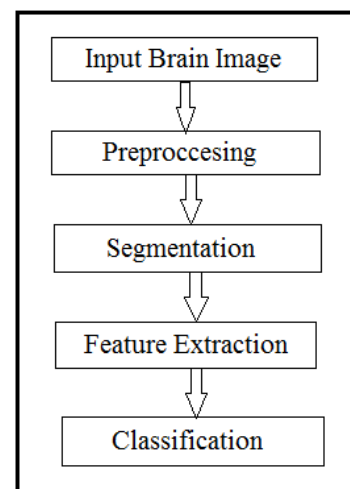 Input Brain Image
Preproccesing
Segmentation
Feature Extraction
Classification